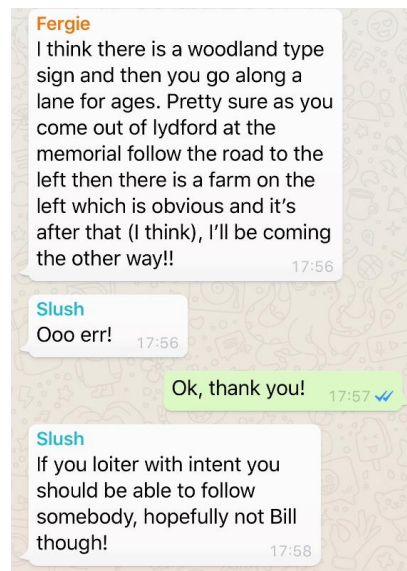 Fergie
I think there is a woodland type
sign and then you go along a
lane for ages. Pretty sure as you
come out of lydford at the
memorial follow the road to the
left then there is a farm on the
left which is obvious and it’s
after that (I think), I’ll be coming
the other way!!
17:56
Slush
Ooo err!
17:56
Ok, thank you!
17:57
Slush
If you loiter with intent you
should be able to follow
somebody, hopefully not Bill
though!
17:58